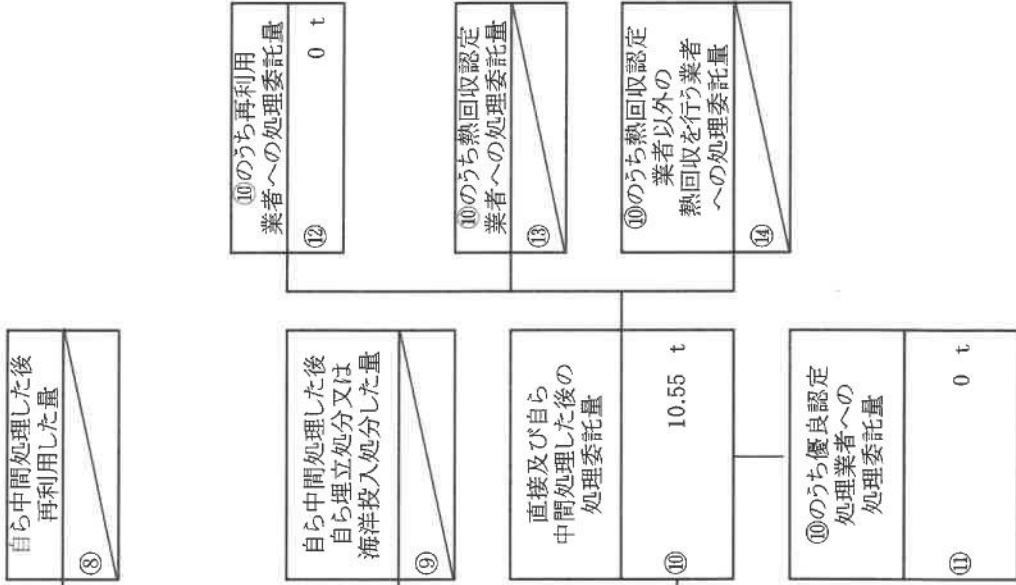 自ら中間処理した後
再利用した量
⑧
自ら中間処理した後
自ら埋立処分又は
海洋投入処分した量
⑨
直接及び自ら
中間処理した後の
処理委託量
⑩ 10.55 t
⑩のうち優良認定
処理業者への
処理委託量
⑪ 0 t
⑩のうち再利用
業者への処理委託量
⑫ 0 t
⑩のうち熱回収認定
業者への処理委託量
⑬
⑩のうち熱回収認定
業者以外の
熱回収を行う業者
への処理委託量
⑭